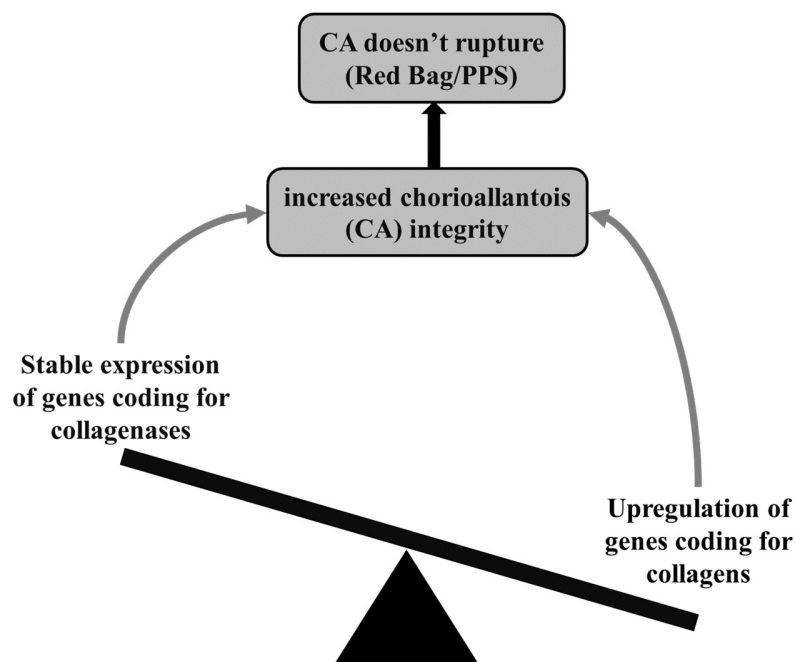 CA doesn’t rupture
(Red Bag/PPS)
increased chorioallantois
(CA) integrity
Stable expression
of genes coding for
collagenases
Upregulation of
genes coding for
collagens